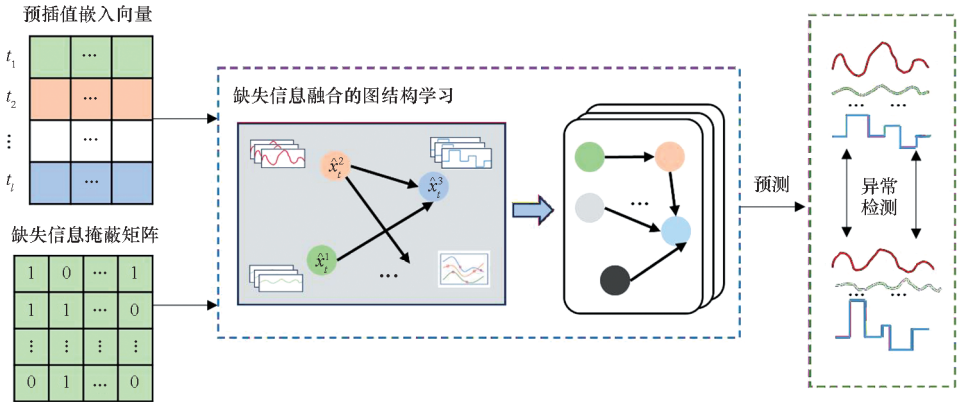 预插值嵌入向量
t1 ...
t2 ...
⋮ ...
tl ...
缺失信息掩蔽矩阵
1 0 ... 1
1 1 ... 0
⋮ ⋮ ⋮ ⋮
0 1 ... 0
缺失信息融合的图结构学习
x̂t2
x̂t3
x̂t1
...
...
预测
... ...
异常
检测
... ...